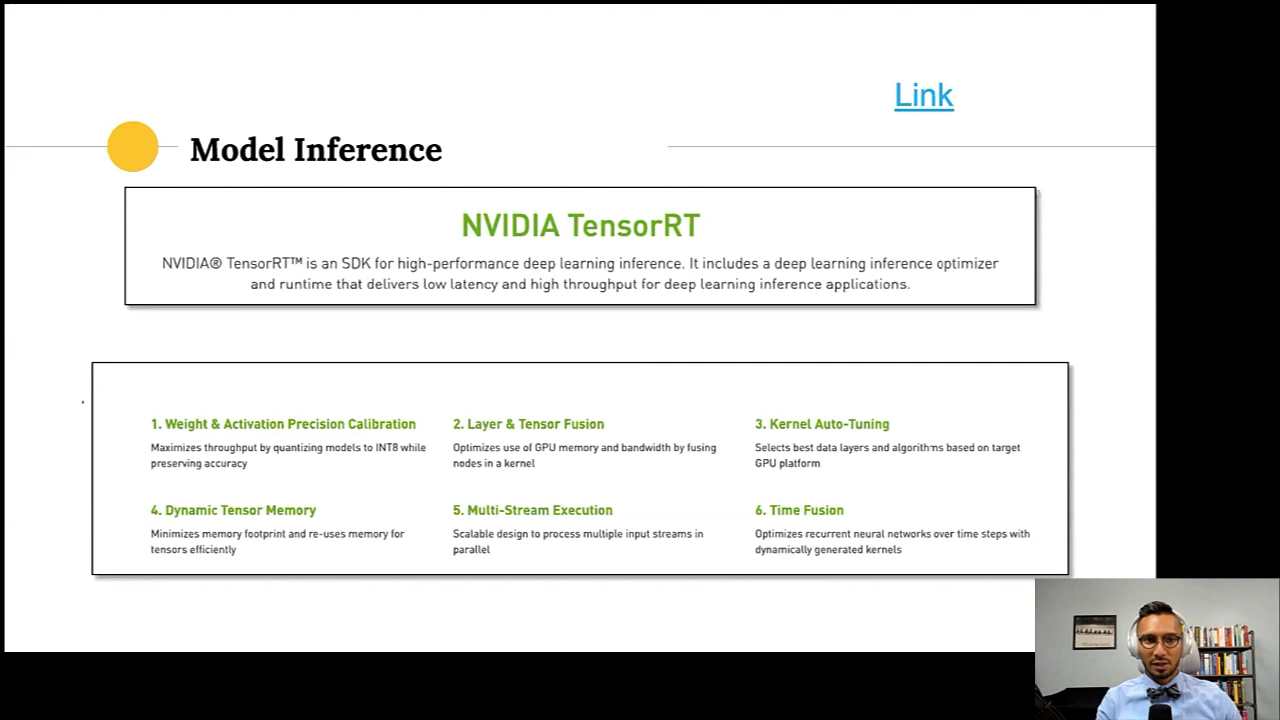 Link
Model Inference
NVIDIA TensorRT
NVIDIA® TensorRT™ is an SDK for high-performance deep learning inference. It includes a deep learning inference optimizer
and runtime that delivers low latency and high throughput for deep learning inference applications.
1. Weight & Activation Precision Calibration
Maximizes throughput by quantizing models to INT8 while
preserving accuracy
2. Layer & Tensor Fusion
Optimizes use of GPU memory and bandwidth by fusing
nodes in a kernel
3. Kernel Auto-Tuning
Selects best data layers and algorithms based on target
GPU platform
4. Dynamic Tensor Memory
Minimizes memory footprint and re-uses memory for
tensors efficiently
5. Multi-Stream Execution
Scalable design to process multiple input streams in
parallel
6. Time Fusion
Optimizes recurrent neural networks over time steps with
dynamically generated kernels